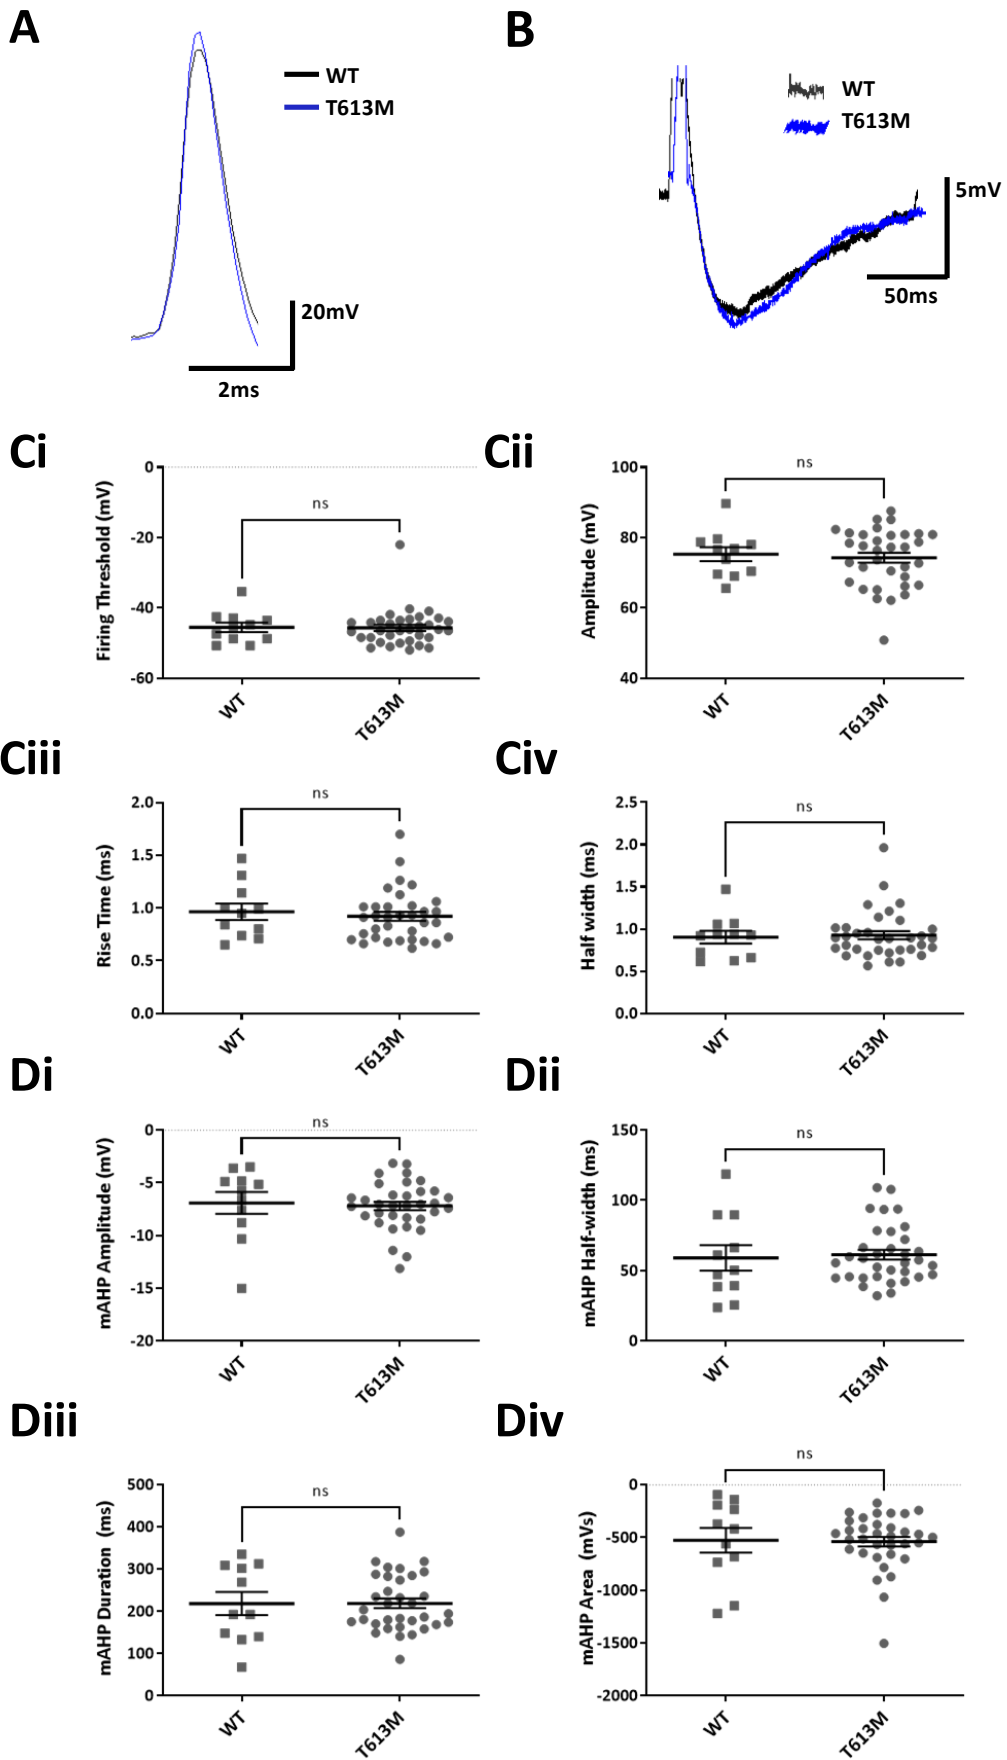 A
B
WT
T613M
WT
T613M
5mV
50ms
20mV
2ms
Ci
Cii
Firing Threshold (mV)
0
-20
-40
-60
ns
WT
T613M
Amplitude (mV)
100
80
60
40
ns
WT
T613M
Ciii
Civ
Rise Time (ms)
2.0
1.5
1.0
0.5
0.0
ns
WT
T613M
Half width (ms)
2.5
2.0
1.5
1.0
0.5
0.0
ns
WT
T613M
Di
Dii
mAHP Amplitude (mV)
0
-5
-10
-15
-20
ns
WT
T613M
mAHP Half-width (ms)
150
100
50
0
ns
WT
T613M
Diii
Div
mAHP Duration (ms)
500
400
300
200
100
0
ns
WT
T613M
mAHP Area (mVs)
0
-500
-1000
-1500
-2000
ns
WT
T613M